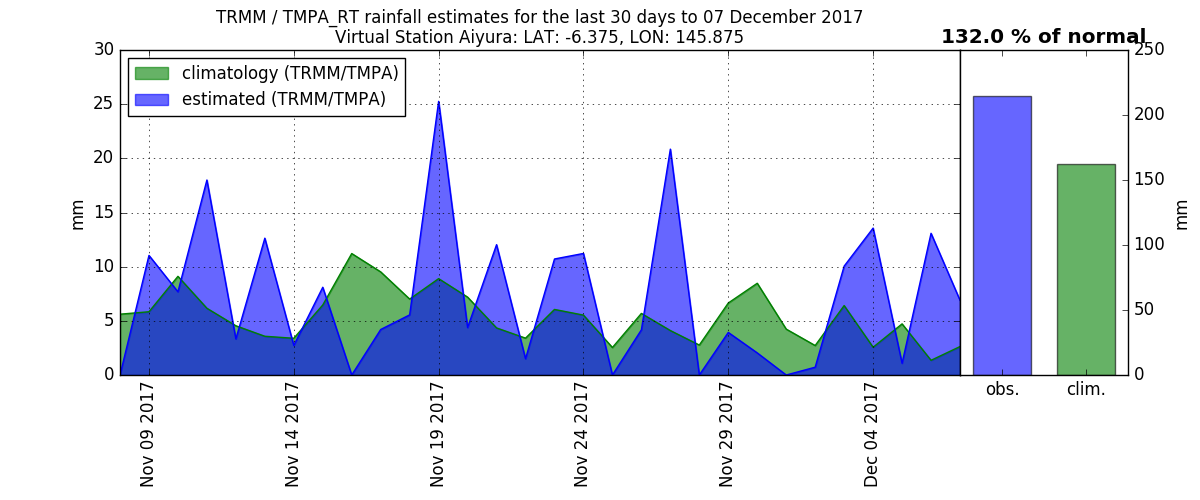 TRMM / TMPA_RT rainfall estimates for the last 30 days to 07 December 2017
Virtual Station Aiyura: LAT: -6.375, LON: 145.875
132.0 % of normal
climatology (TRMM/TMPA)
estimated (TRMM/TMPA)
30
25
20
15
10
5
0
mm
Nov 09 2017
Nov 14 2017
Nov 19 2017
Nov 24 2017
Nov 29 2017
Dec 04 2017
250
200
150
100
50
0
mm
obs.
clim.